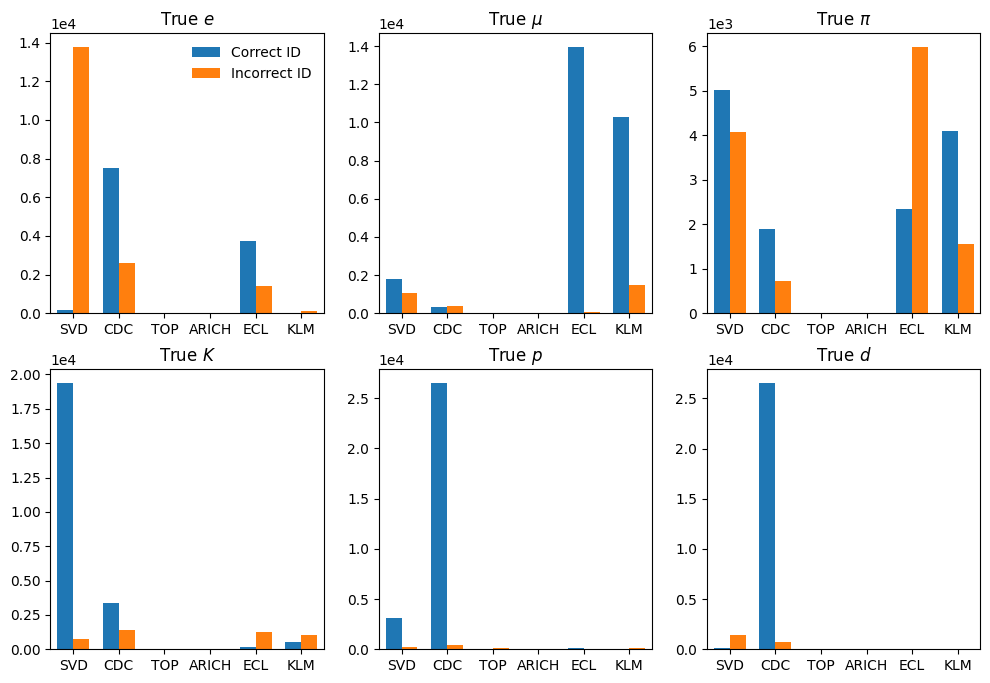 True e
1e4
1.4
1.2
1.0
0.8
0.6
0.4
0.2
0.0
SVD CDC TOP ARICH ECL KLM
Correct ID
Incorrect ID
True μ
1e4
1.4
1.2
1.0
0.8
0.6
0.4
0.2
0.0
SVD CDC TOP ARICH ECL KLM
True π
1e3
6
5
4
3
2
1
0
SVD CDC TOP ARICH ECL KLM
True K
1e4
2.00
1.75
1.50
1.25
1.00
0.75
0.50
0.25
0.00
SVD CDC TOP ARICH ECL KLM
True p
1e4
2.5
2.0
1.5
1.0
0.5
0.0
SVD CDC TOP ARICH ECL KLM
True d
1e4
2.5
2.0
1.5
1.0
0.5
0.0
SVD CDC TOP ARICH ECL KLM